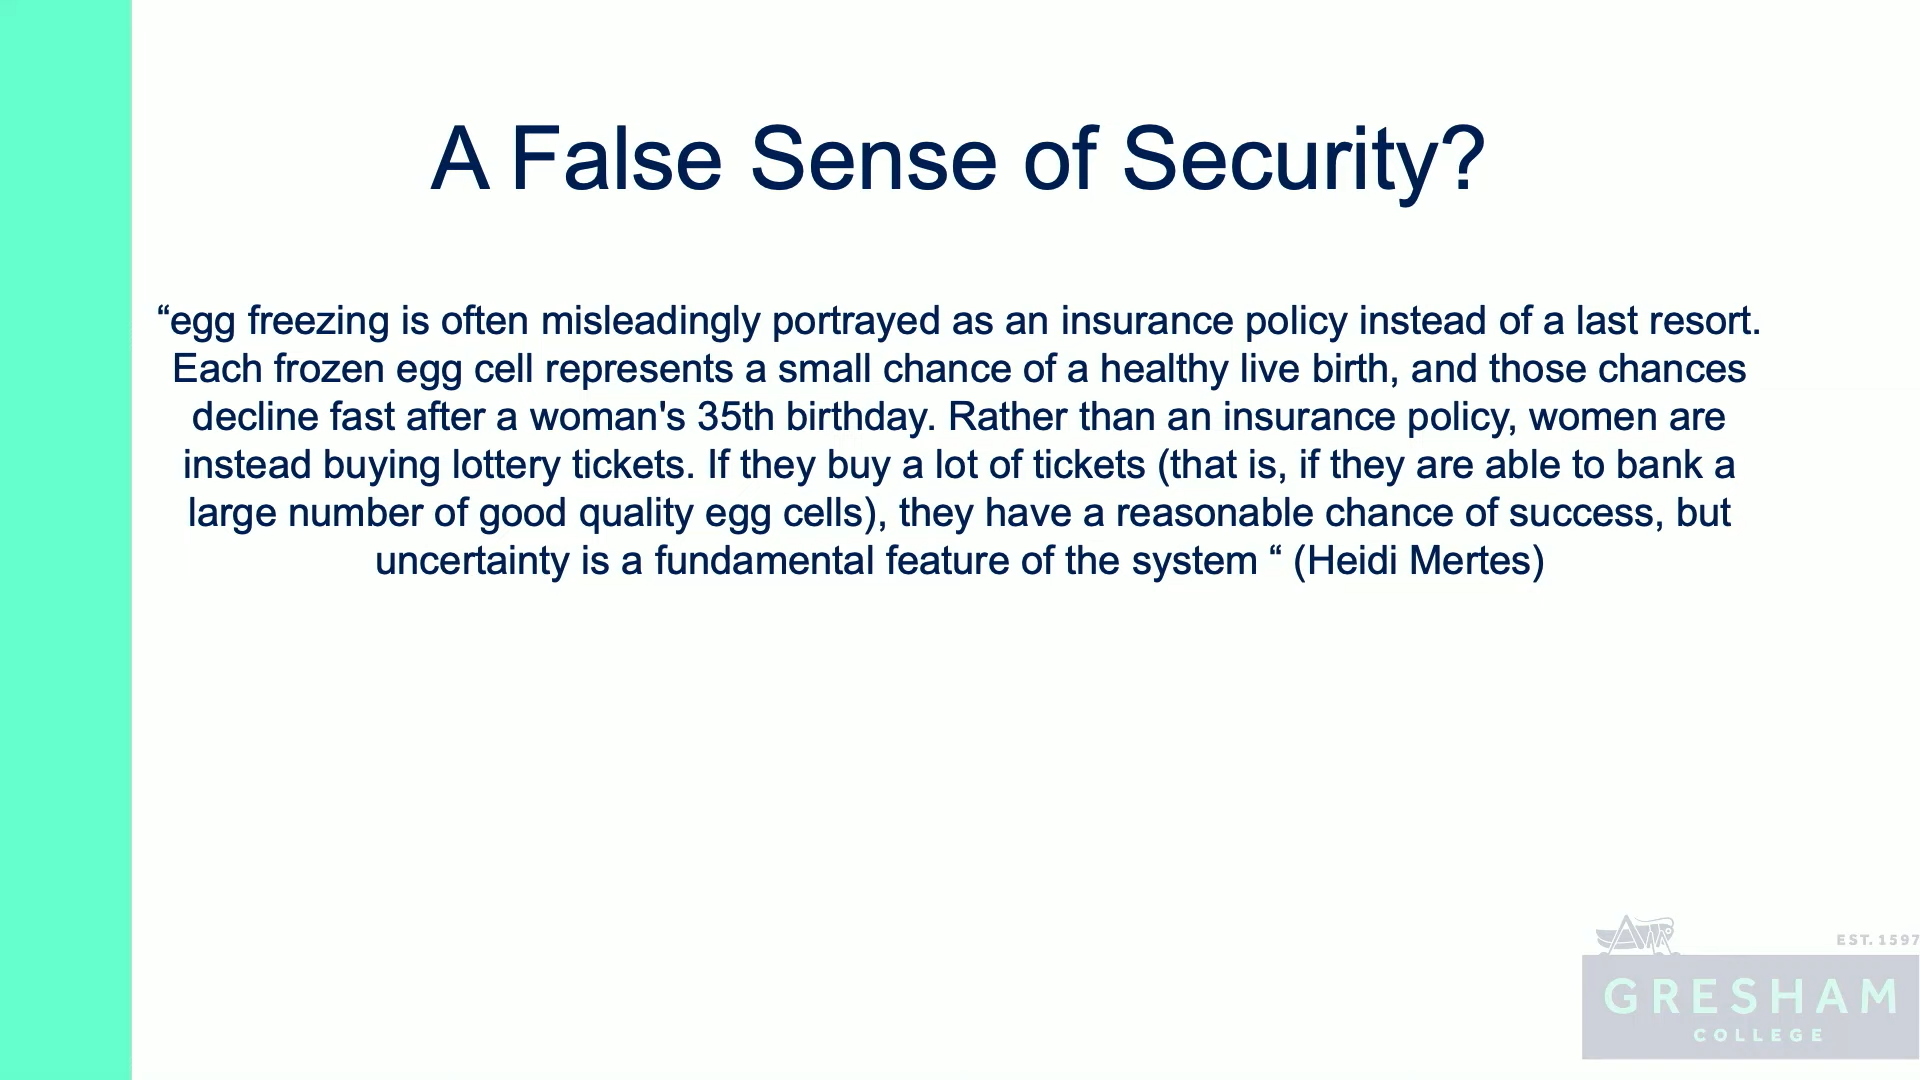 A False Sense of Security?
“egg freezing is often misleadingly portrayed as an insurance policy instead of a last resort.
Each frozen egg cell represents a small chance of a healthy live birth, and those chances
decline fast after a woman's 35th birthday. Rather than an insurance policy, women are
instead buying lottery tickets. If they buy a lot of tickets (that is, if they are able to bank a
large number of good quality egg cells), they have a reasonable chance of success, but
uncertainty is a fundamental feature of the system “ (Heidi Mertes)
EST. 1597
GRESHAM
COLLEGE